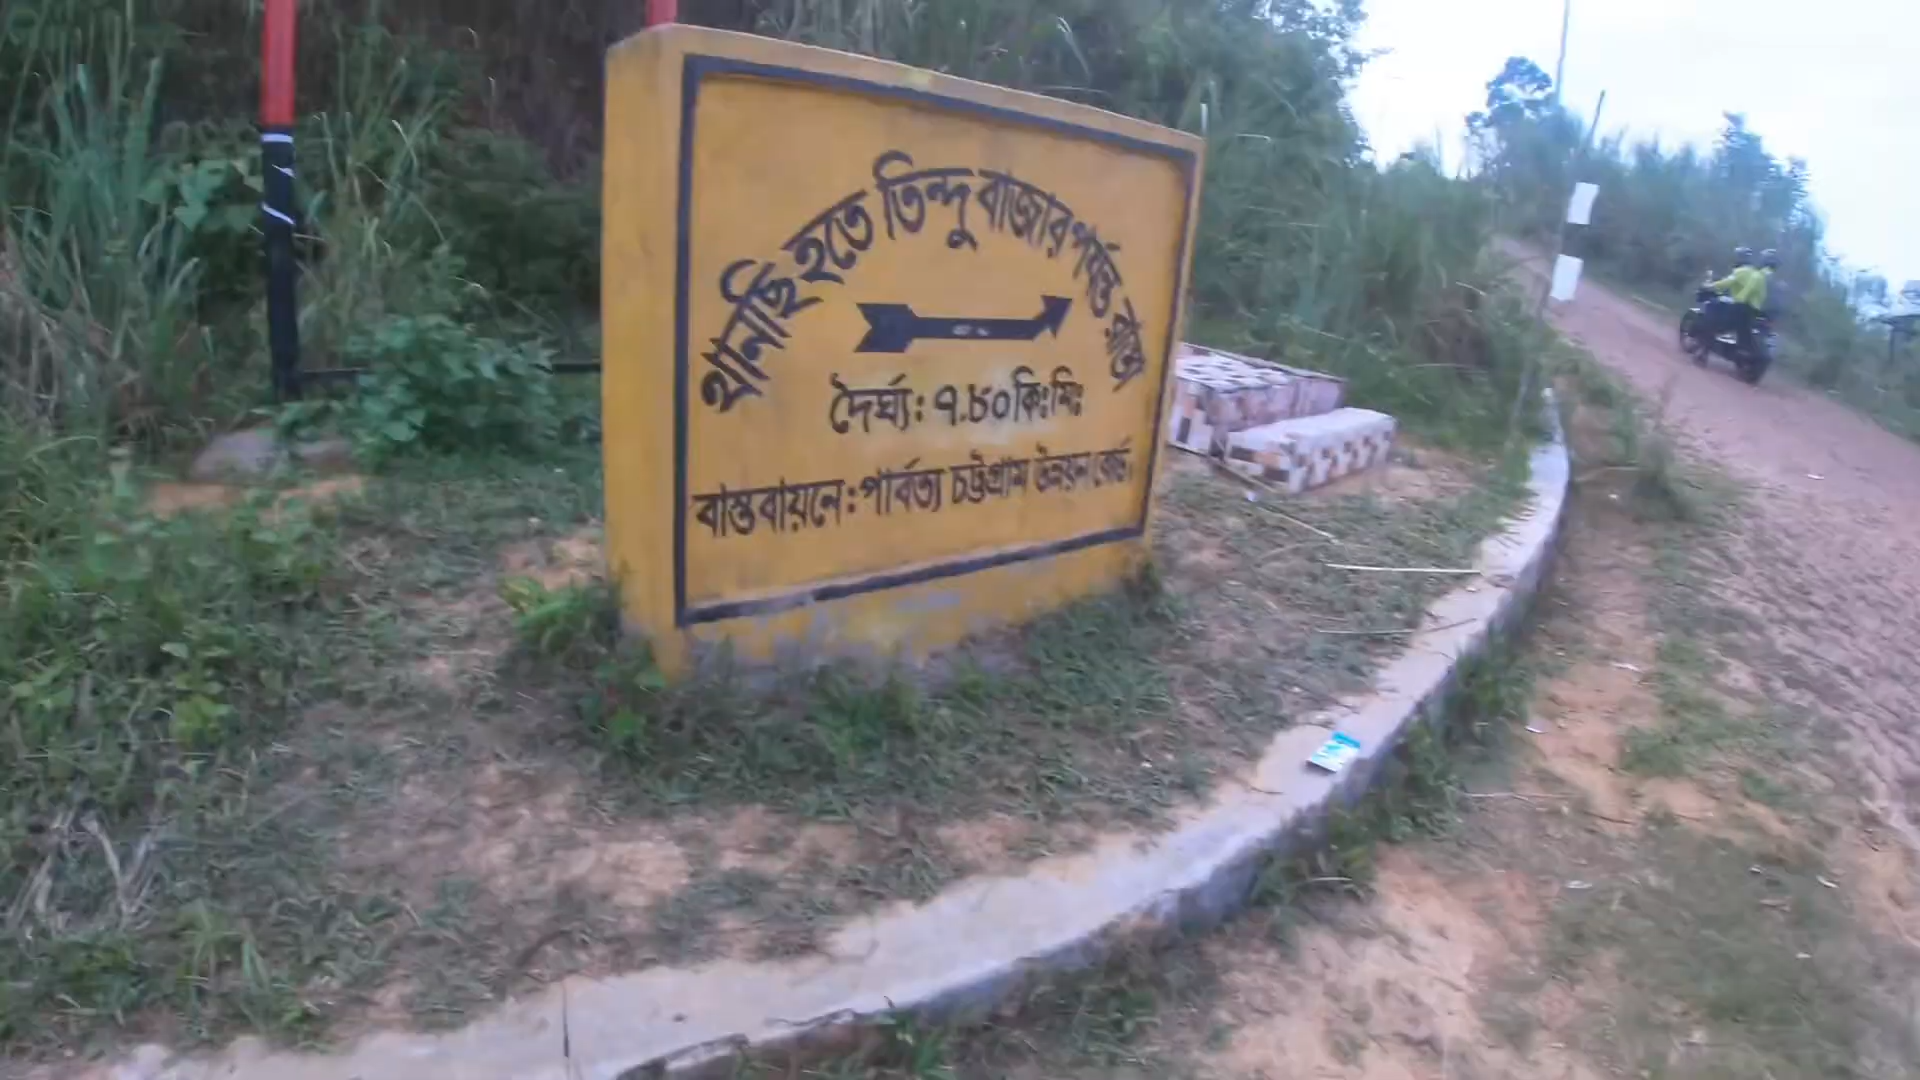 থানচি হতে তিন্দু বাজার পর্যন্ত রাস্তা
দৈর্ঘ্য: ৭.৮০ কিঃমিঃ
বাস্তবায়নে: পার্বত্য চট্টগ্রাম উন্নয়ন বোর্ড।